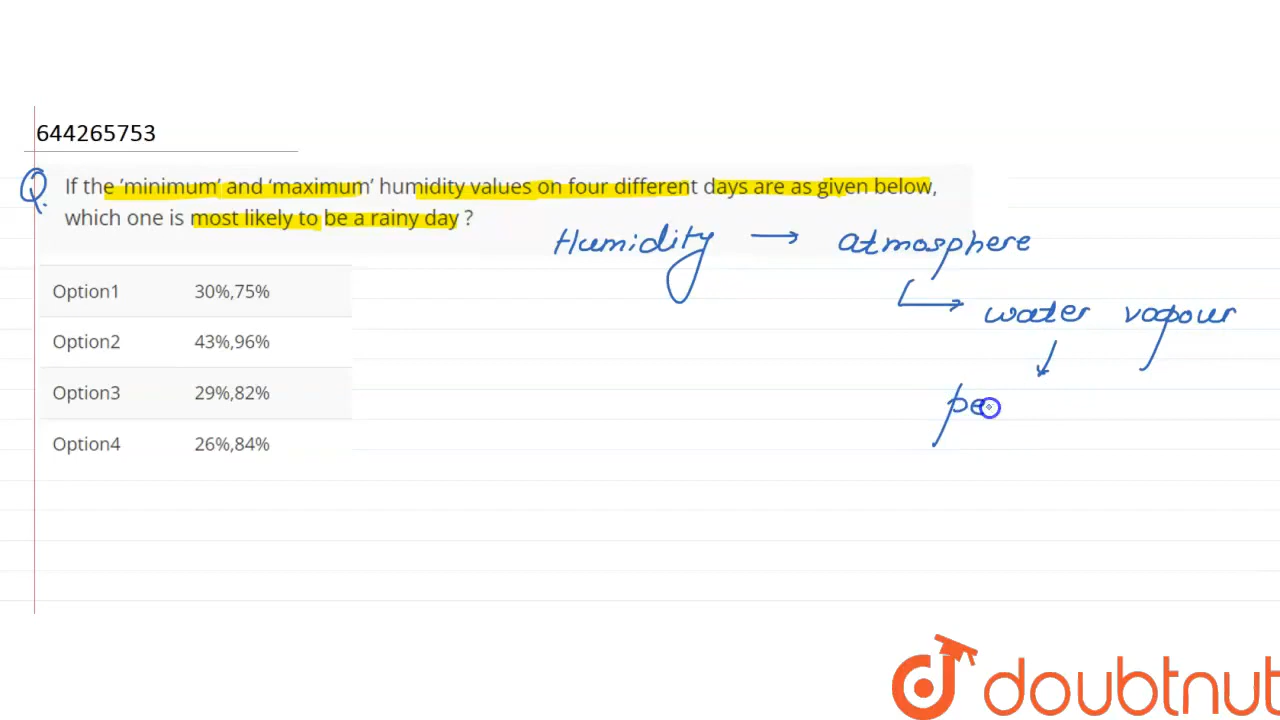 644265753
Q. If the ‘minimum’ and ‘maximum’ humidity values on four different days are as given below,
which one is most likely to be a rainy day ?
Humidity → atmosphere
water vapour
Option1 30%,75%
Option2 43%,96%
Option3 29%,82%
pe
Option4 26%,84%
doubtnut